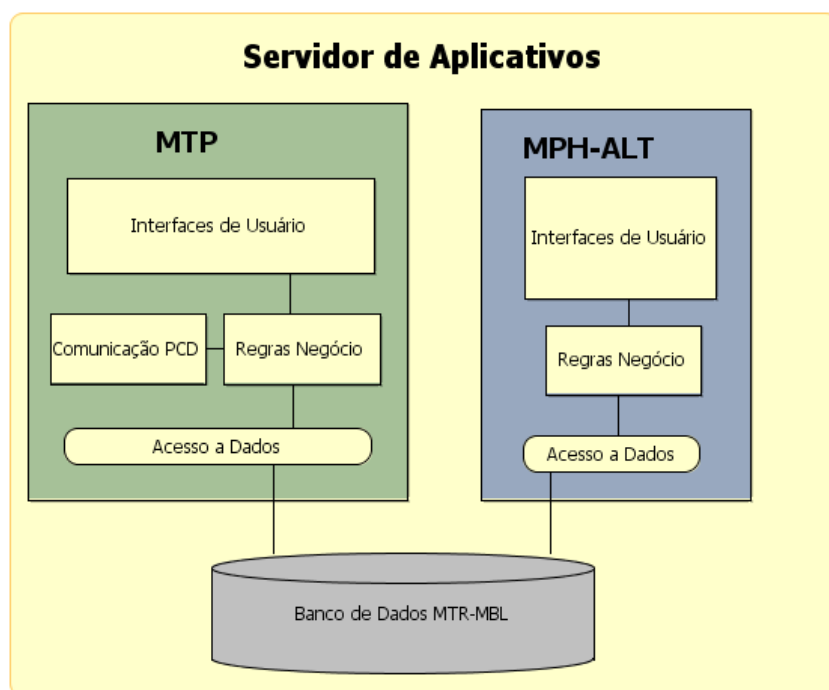 Servidor de Aplicativos
MTP
Interfaces de Usuário
Comunicação PCD
Regras Negócio
Acesso a Dados
MPH-ALT
Interfaces de Usuário
Regras Negócio
Acesso a Dados
Banco de Dados MTR-MBL